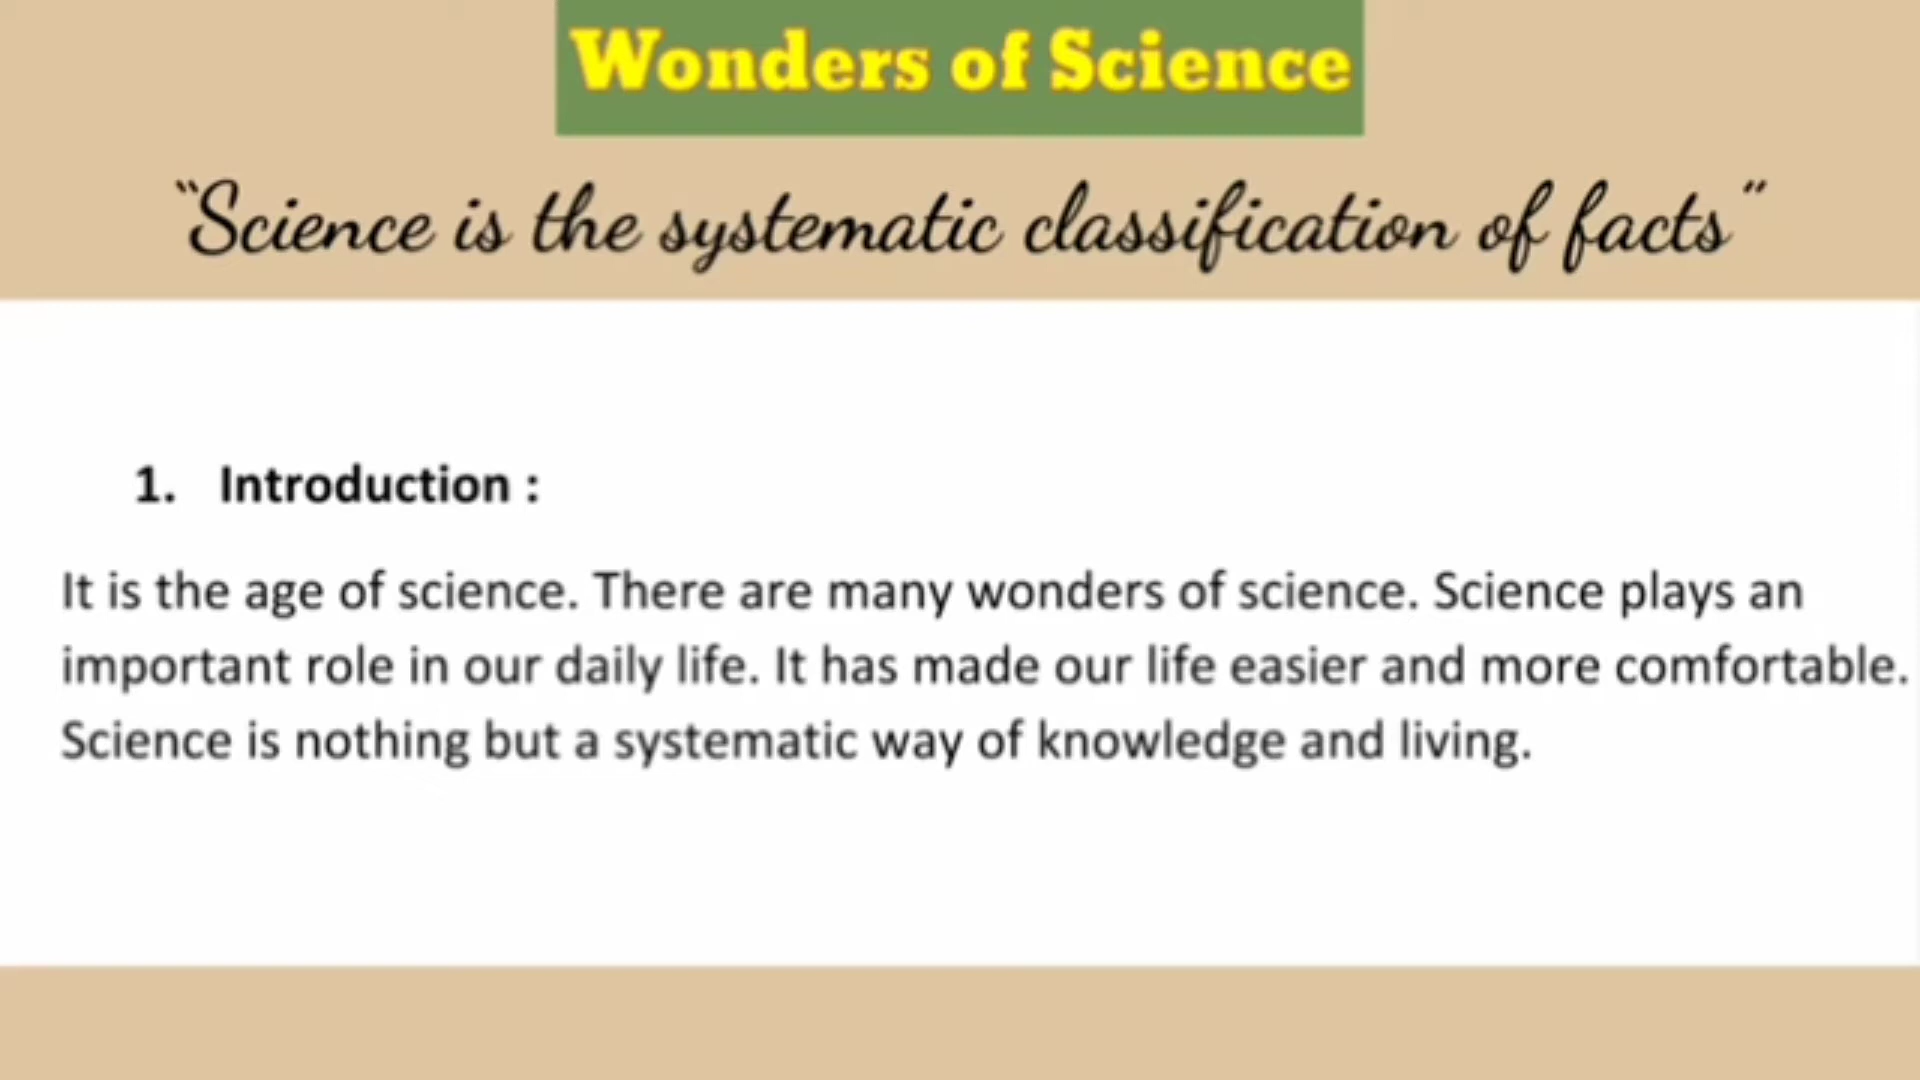 Wonders of Science
“Science is the systematic classification of facts”
1. Introduction :
It is the age of science. There are many wonders of science. Science plays an
important role in our daily life. It has made our life easier and more comfortable.
Science is nothing but a systematic way of knowledge and living.